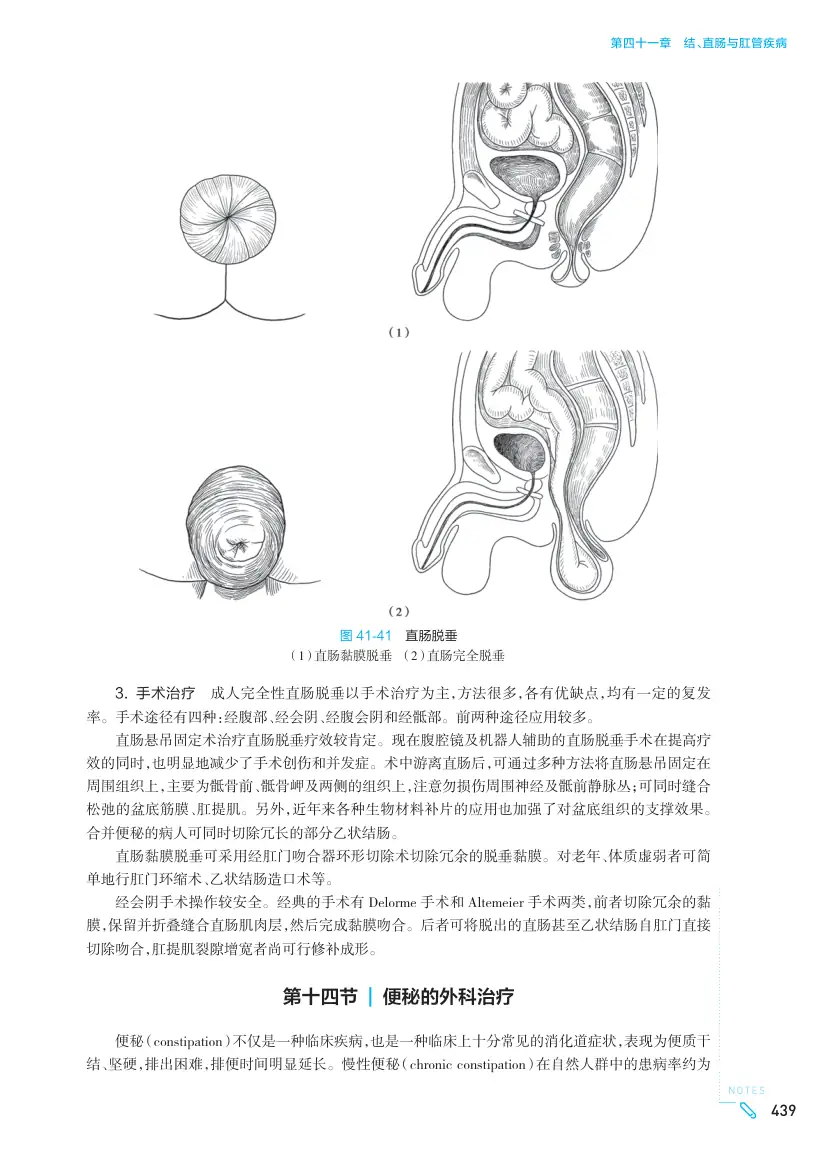 第四十一章 结、直肠与肛管疾病
（1）
（2）
图 41-41 直肠脱垂
（1）直肠黏膜脱垂 （2）直肠完全脱垂
3. 手术治疗 成人完全性直肠脱垂以手术治疗为主，方法很多，各有优缺点，均有一定的复发
率。手术途径有四种：经腹部、经会阴、经腹会阴和经骶部。前两种途径应用较多。
直肠悬吊固定术治疗直肠脱垂疗效较肯定。现在腹腔镜及机器人辅助的直肠脱垂手术在提高疗
效的同时，也明显地减少了手术创伤和并发症。术中游离直肠后，可通过多种方法将直肠悬吊固定在
周围组织上，主要为骶骨前、骶骨岬及两侧的组织上，注意勿损伤周围神经及骶前静脉丛；可同时缝合
松弛的盆底筋膜、肛提肌。另外，近年来各种生物材料补片的应用也加强了对盆底组织的支撑效果。
合并便秘的病人可同时切除冗长的部分乙状结肠。
直肠黏膜脱垂可采用经肛门吻合器环形切除术切除冗余的脱垂黏膜。对老年、体质虚弱者可简
单地行肛门环缩术、乙状结肠造口术等。
经会阴手术操作较安全。经典的手术有 Delorme 手术和 Altemeier 手术两类，前者切除冗余的黏
膜，保留并折叠缝合直肠肌肉层，然后完成黏膜吻合。后者可将脱出的直肠甚至乙状结肠自肛门直接
切除吻合，肛提肌裂隙增宽者尚可行修补成形。
第十四节 | 便秘的外科治疗
便秘（constipation）不仅是一种临床疾病，也是一种临床上十分常见的消化道症状，表现为便质干
结、坚硬，排出困难，排便时间明显延长。慢性便秘（chronic constipation）在自然人群中的患病率约为
NOTES
439